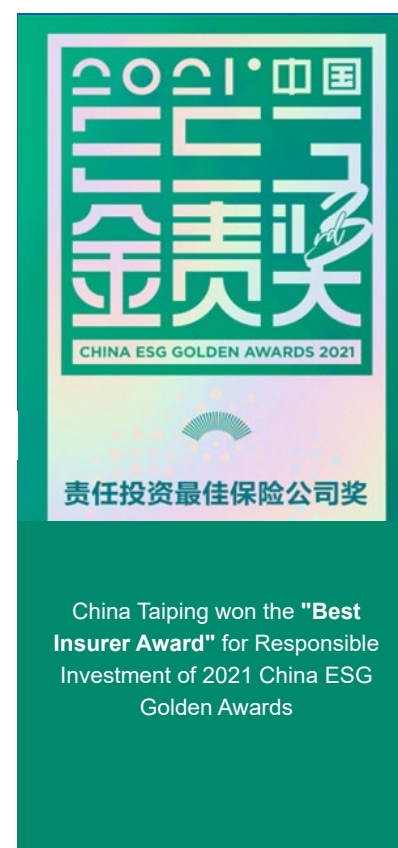 2021·中国
ESG
金责奖
3rd
CHINA ESG GOLDEN AWARDS 2021
责任投资最佳保险公司奖
China Taiping won the "Best
Insurer Award" for Responsible
Investment of 2021 China ESG
Golden Awards